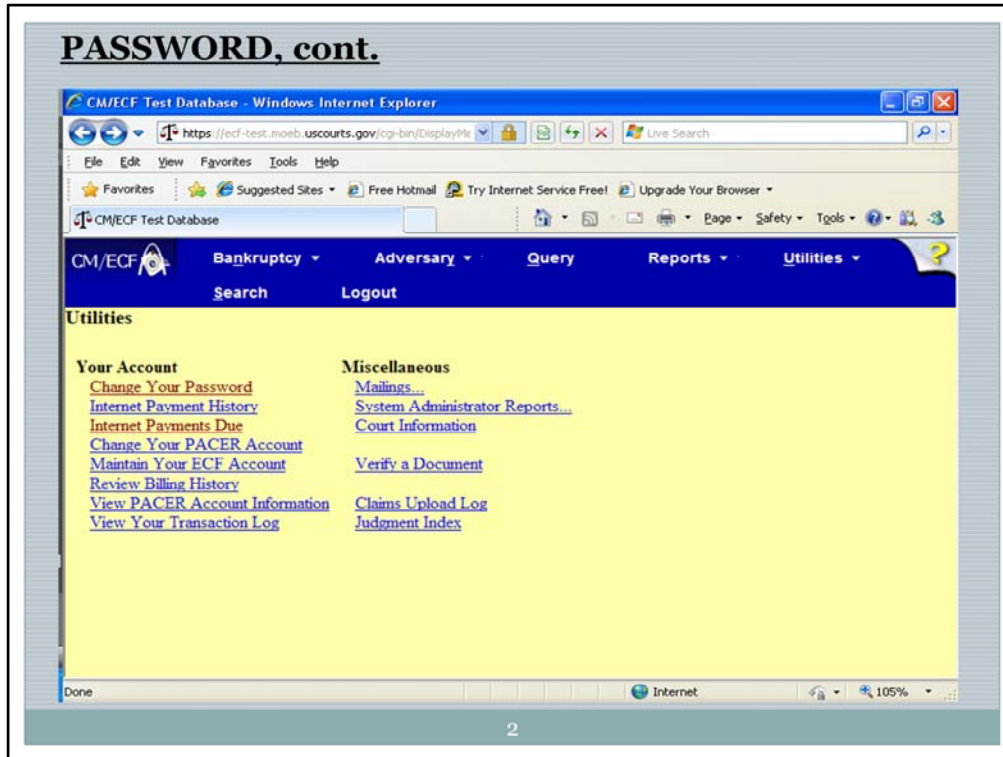 PASSWORD, cont.
CM/ECF Test Database - Windows Internet Explorer
https://ecf-test.moeb.uscourts.gov/cgi-bin/DisplayMe
Live Search
File Edit View Favorites Tools Help
Favorites Suggested Sites Free Hotmail Try Internet Service Free! Upgrade Your Browser
CM/ECF Test Database Page Safety Tools
CM/ECF Bankruptcy Adversary Query Reports Utilities ?
Search Logout
Utilities
Your Account
Change Your Password
Internet Payment History
Internet Payments Due
Change Your PACER Account
Maintain Your ECF Account
Review Billing History
View PACER Account Information
View Your Transaction Log
Miscellaneous
Mailings...
System Administrator Reports...
Court Information
Verify a Document
Claims Upload Log
Judgment Index
Done Internet 105%
2